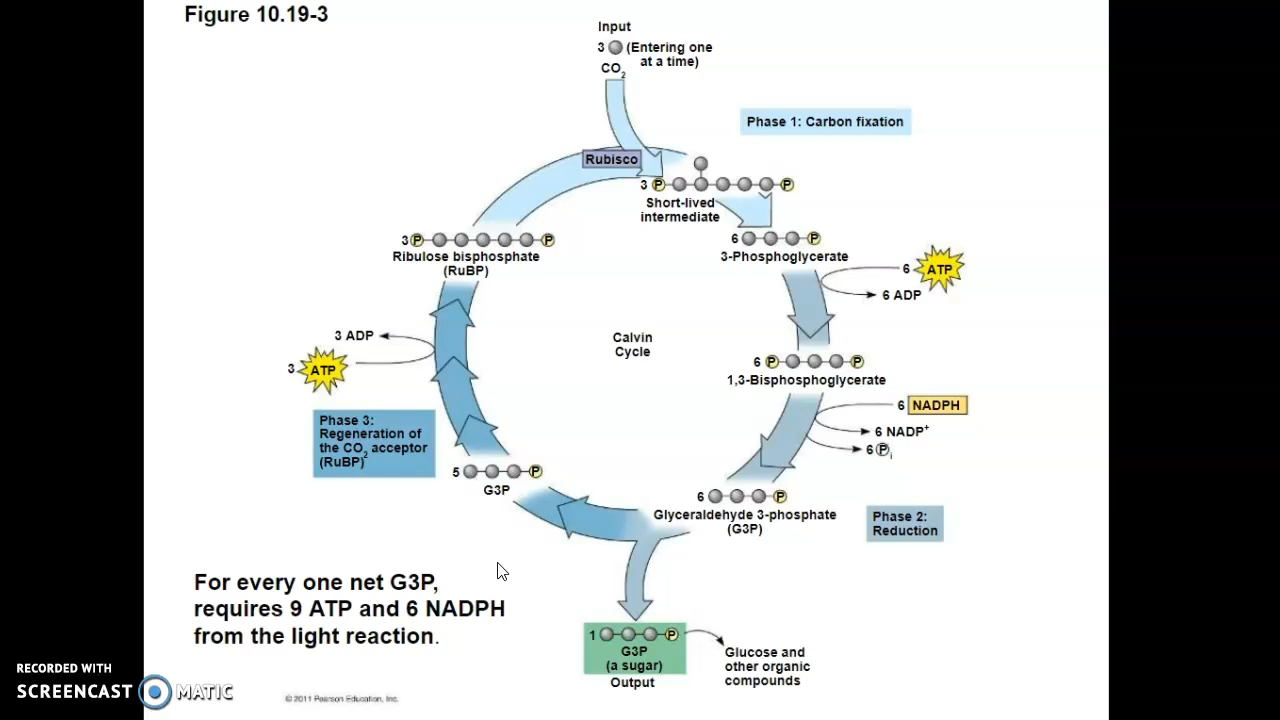 Figure 10.19-3
Input
3 (Entering one
at a time)
CO2
Phase 1: Carbon fixation
Rubisco
3 P P
Short-lived
intermediate
3 P P
Ribulose bisphosphate
(RuBP)
6 P
3-Phosphoglycerate
6 ATP
6 ADP
3 ADP
3 ATP
Calvin
Cycle
6 P P
1,3-Bisphosphoglycerate
6 NADPH
6 NADP+
6 Pi
Phase 3:
Regeneration of
the CO2 acceptor
(RuBP)
5 P
G3P
6 P
Glyceraldehyde 3-phosphate
(G3P)
Phase 2:
Reduction
For every one net G3P,
requires 9 ATP and 6 NADPH
from the light reaction.
1 P
G3P
(a sugar)
Output
Glucose and
other organic
compounds
RECORDED WITH
SCREENCAST MATIC
© 2011 Pearson Education, Inc.